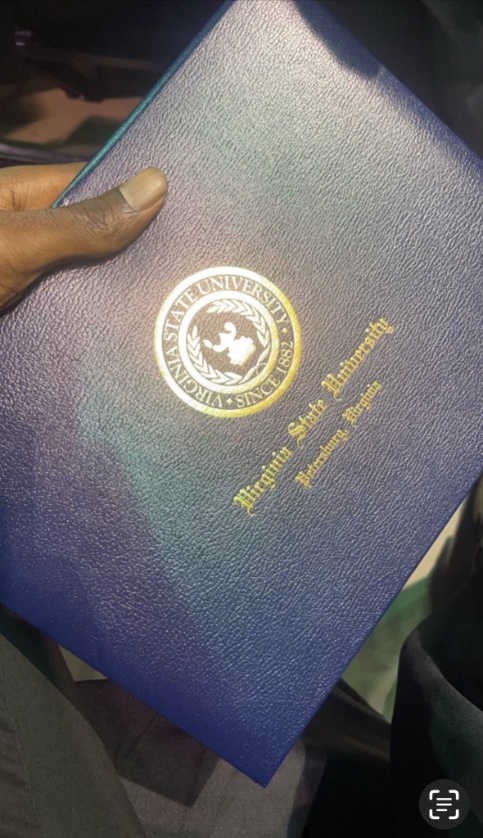 VIRGINIA STATE UNIVERSITY • SINCE 1882 •
Virginia State University
Petersburg, Virginia